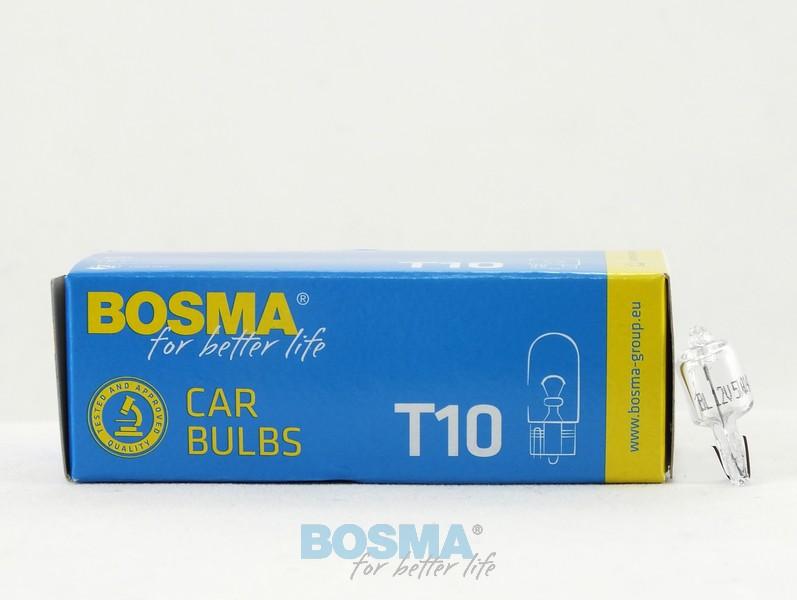 T10
BOSMA®
for better life
TESTED AND APPROVED
QUALITY
CAR
BULBS
T10
www.bosma-group.eu
BOSMA®
for better life